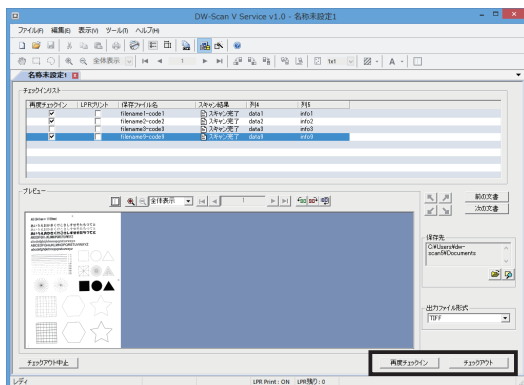 DW-Scan V Service v1.0 - 名称未設定1
ファイル(F) 編集(E) 表示(V) ツール(T) ヘルプ(H)
全体表示 1 1x1 A
名称未設定1
チェックインリスト
再度チェックイン LPRプリント 保存ファイル名 スキャン結果 列4 列5
filename1-code1 スキャン完了 data1 info1
filename2-code2 スキャン完了 data2 info2
filename3-code3 スキャン完了 data3 info3
filename9-code9 スキャン完了 data9 info9
プレビュー
全体表示 1
前の文書
次の文書
保存先
C:¥Users¥dw-
scan5¥Documents
出力ファイル形式
TIFF
チェックアウト中止 再度チェックイン チェックアウト
レディ LPR Print : ON LPR残り : 0